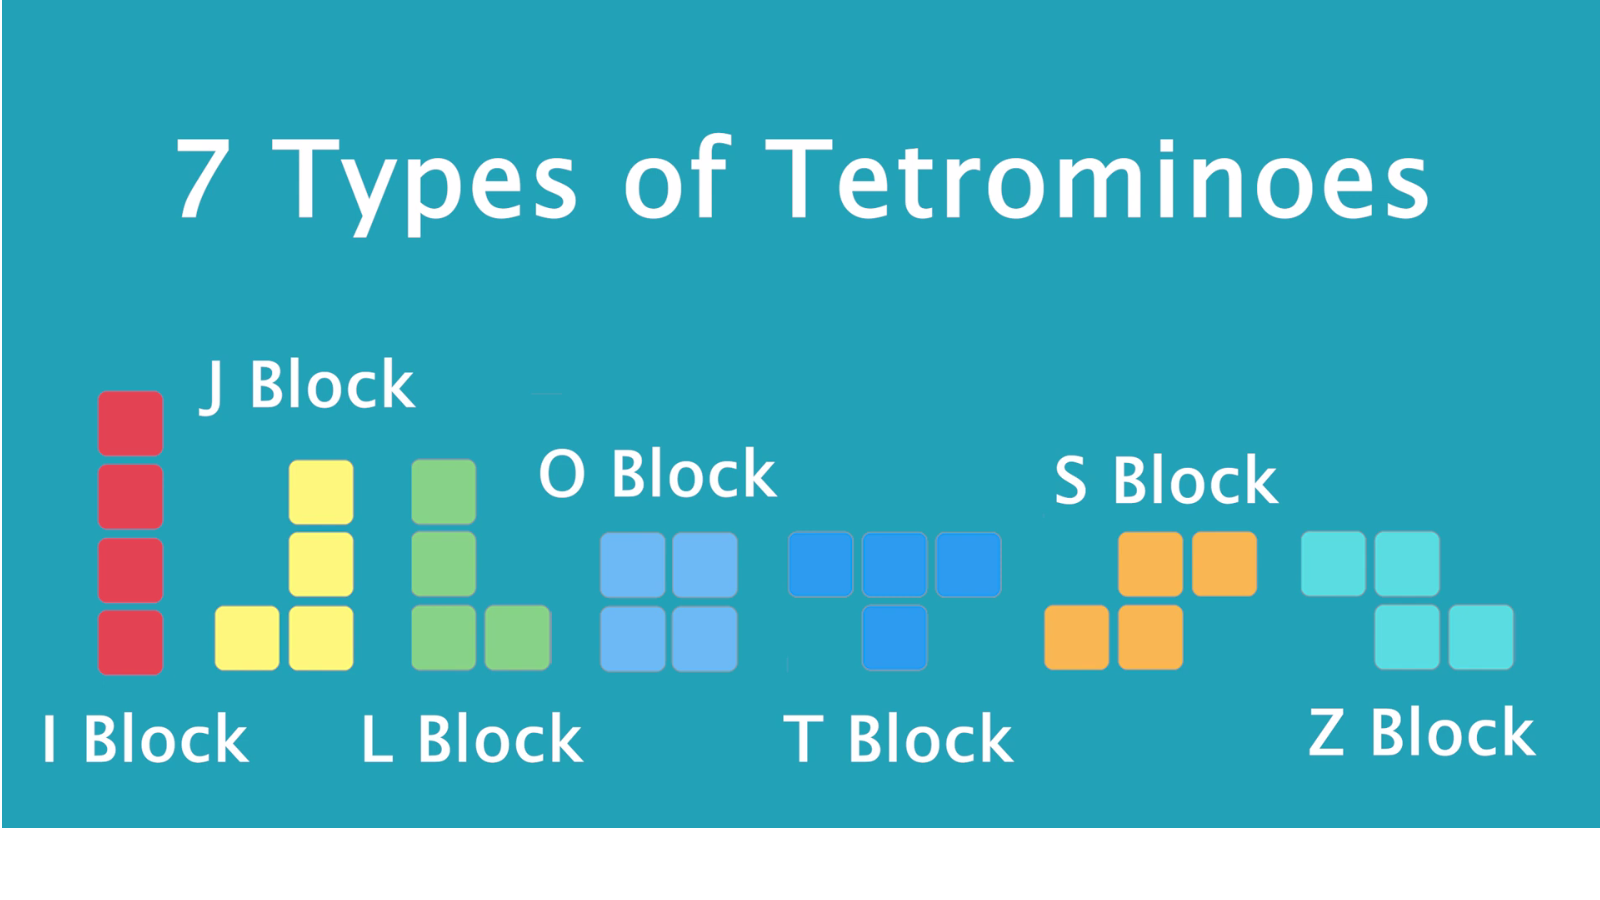 7 Types of Tetrominoes
J Block
O Block
S Block
I Block
L Block
T Block
Z Block